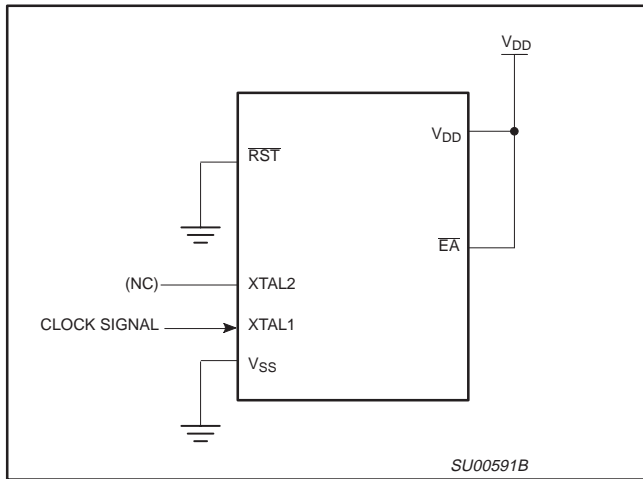 VDD
VDD
RST
EA
(NC)
XTAL2
CLOCK SIGNAL
XTAL1
VSS
SU00591B